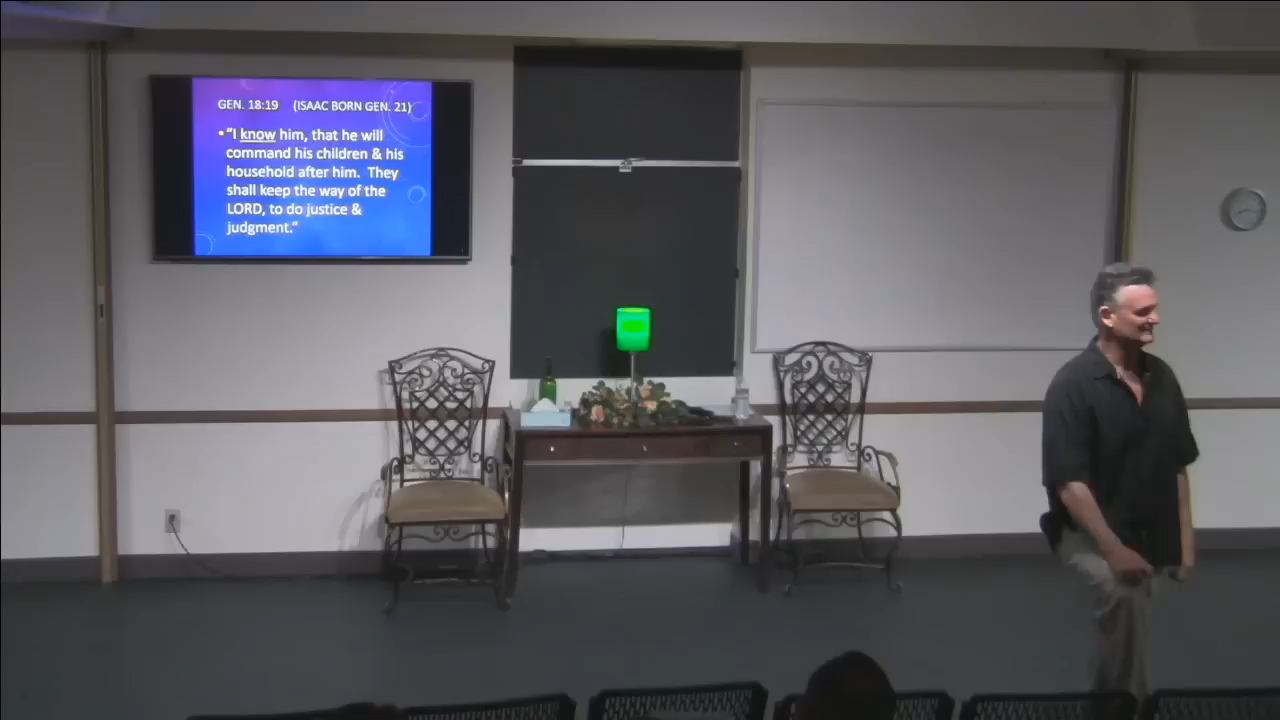 GEN. 18:19 (ISAAC BORN GEN. 21)
• "I know him, that he will
command his children & his
household after him. They
shall keep the way of the
LORD, to do justice &
judgment."